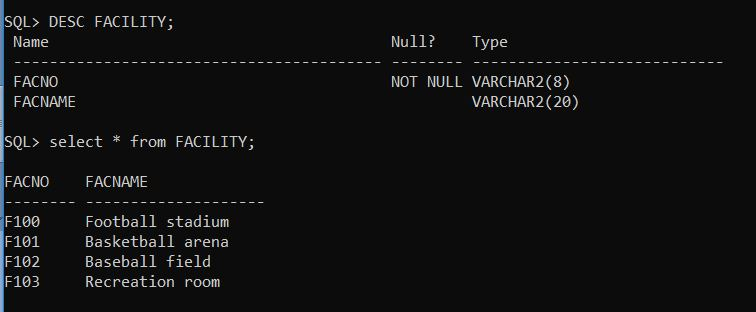 SQL> DESC FACILITY;
Name Null? Type
----------------------------------------- -------- ----------------------------
FACNO NOT NULL VARCHAR2(8)
FACNAME VARCHAR2(20)
SQL> select * from FACILITY;
FACNO FACNAME
-------- --------------------
F100 Football stadium
F101 Basketball arena
F102 Baseball field
F103 Recreation room